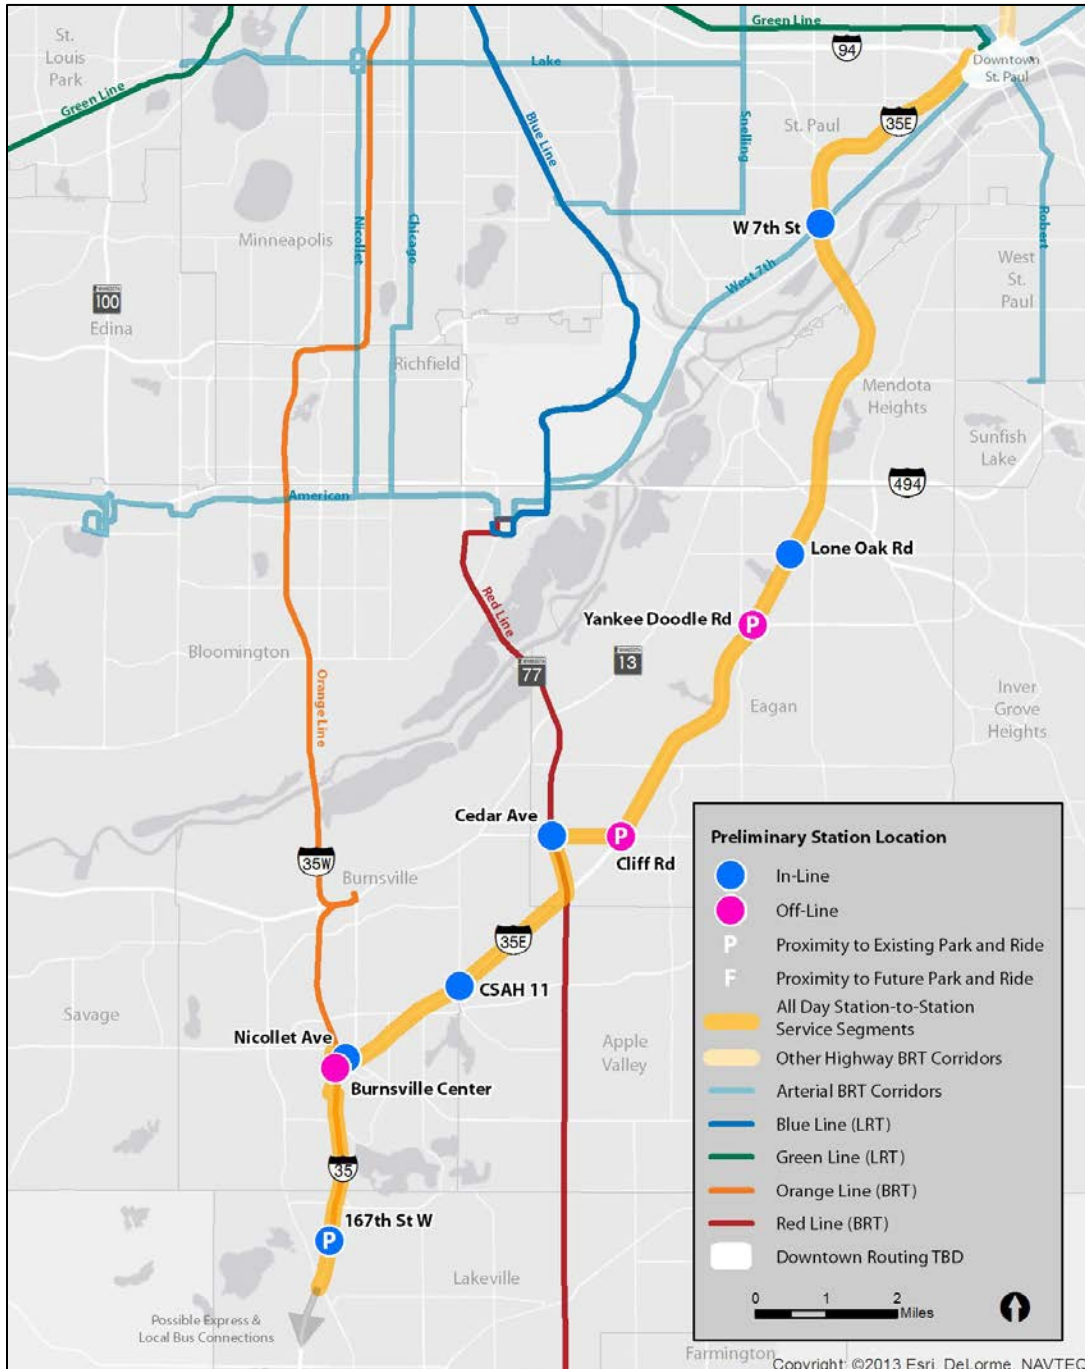 St.
Louis
Park
Green Line
94
Downtown
St. Paul
Lake
Green Line
Blue Line
Snelling
St. Paul
35E
Nicollet
Chicago
Minneapolis
W 7th St
West 7th
Robert
West
St.
Paul
100
Edina
Richfield
Mendota
Heights
Sunfish
Lake
American
494
Lone Oak Rd
Red Line
Yankee Doodle Rd
P
Bloomington
77
13
Orange Line
Eagan
Inver
Grove
Heights
Cedar Ave
P
Cliff Rd
35W
Burnsville
35E
CSAH 11
Savage
Nicollet Ave
Apple
Valley
Burnsville Center
35
167th St W
P
Lakeville
Possible Express &
Local Bus Connections
Farmington
Preliminary Station Location
In-Line
Off-Line
P Proximity to Existing Park and Ride
F Proximity to Future Park and Ride
All Day Station-to-Station
Service Segments
Other Highway BRT Corridors
Arterial BRT Corridors
Blue Line (LRT)
Green Line (LRT)
Orange Line (BRT)
Red Line (BRT)
Downtown Routing TBD
0 1 2
Miles
Copyright: ©2013 Esri, DeLorme, NAVTEQ